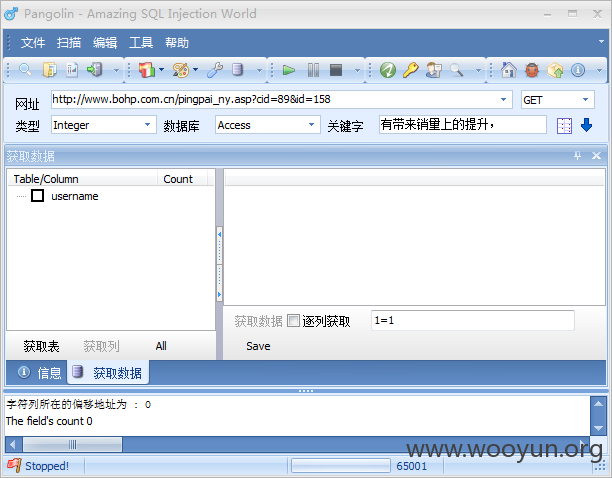 Pangolin - Amazing SQL Injection World
文件 扫描 编辑 工具 帮助
网址 http://www.bohp.com.cn/pingpai_ny.asp?cid=89&id=158 GET
类型 Integer 数据库 Access 关键字 有带来销量上的提升，
获取数据
Table/Column Count
username
获取数据 逐列获取 1=1
获取表 获取列 All Save
信息 获取数据
字符列所在的偏移地址为 : 0
The field's count 0
www.wooyun.org
Stopped! 65001